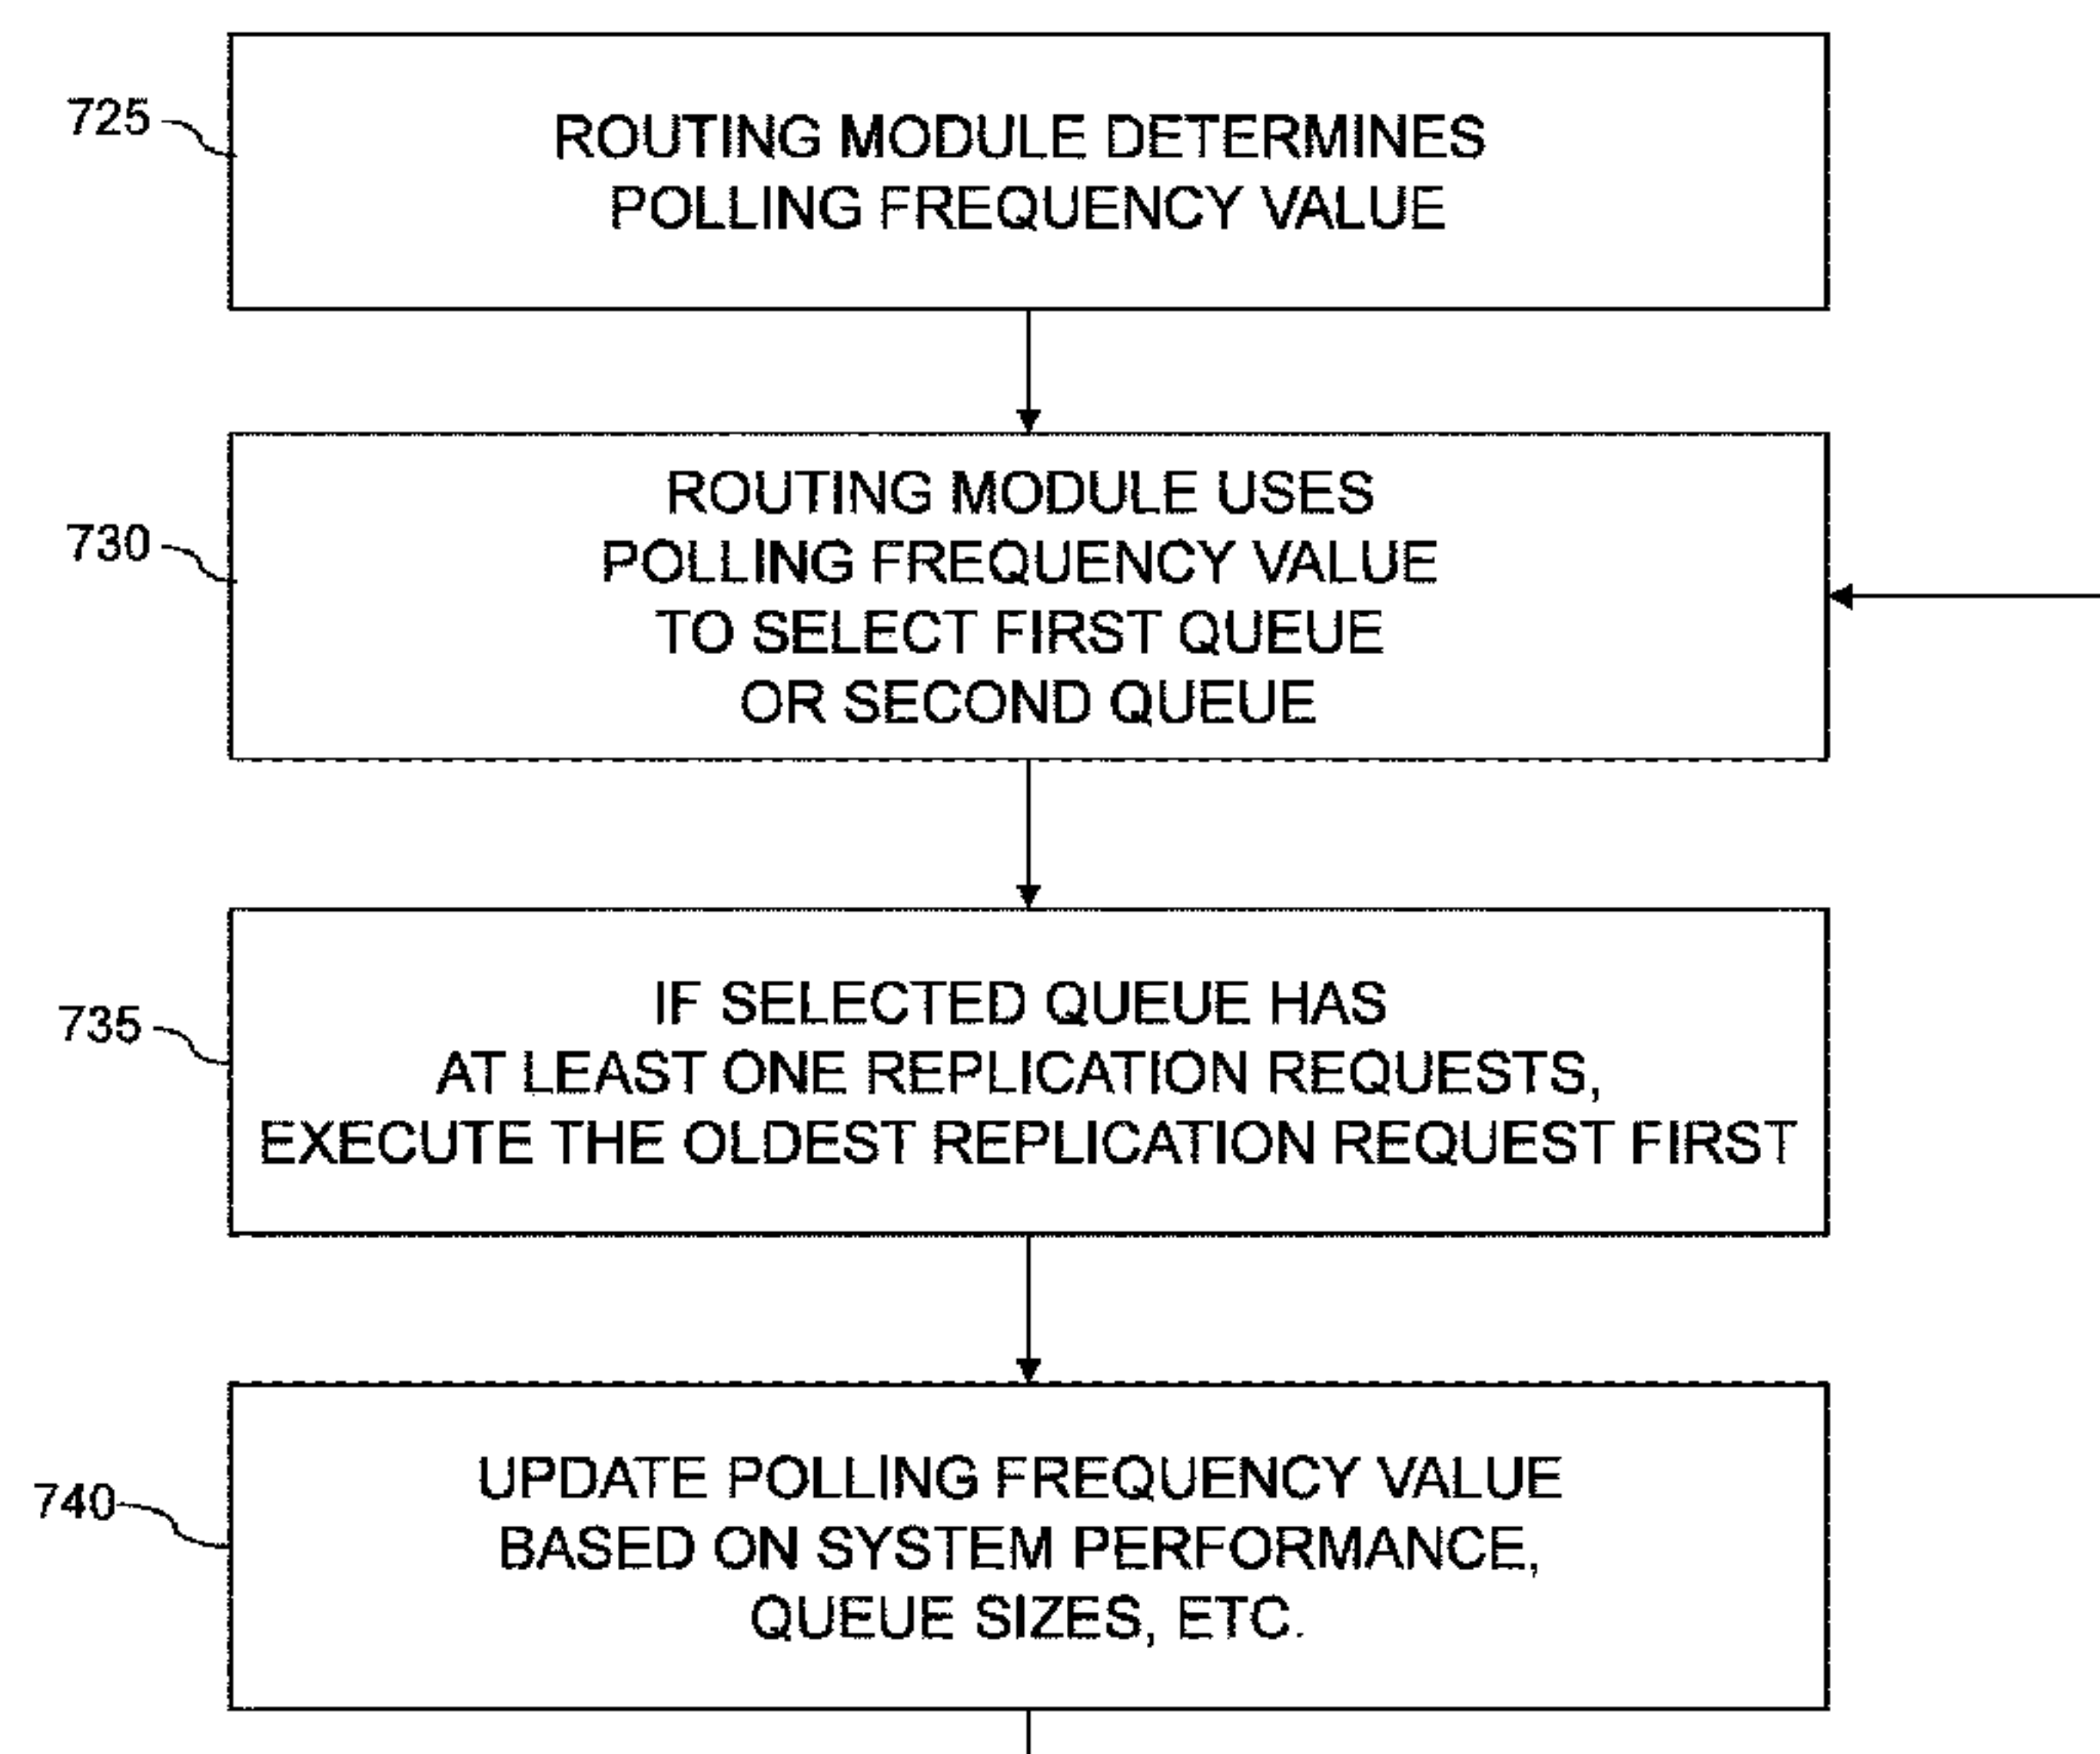 725
ROUTING MODULE DETERMINES
POLLING FREQUENCY VALUE
730
ROUTING MODULE USES
POLLING FREQUENCY VALUE
TO SELECT FIRST QUEUE
OR SECOND QUEUE
735
IF SELECTED QUEUE HAS
AT LEAST ONE REPLICATION REQUESTS,
EXECUTE THE OLDEST REPLICATION REQUEST FIRST
740
UPDATE POLLING FREQUENCY VALUE
BASED ON SYSTEM PERFORMANCE,
QUEUE SIZES, ETC.